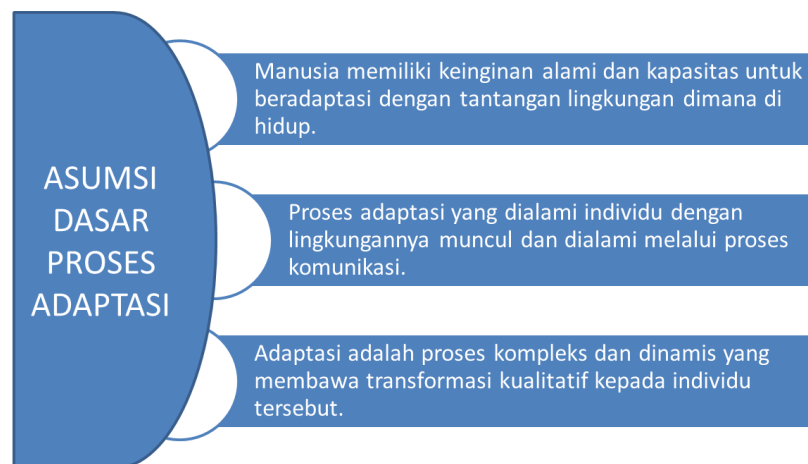 ASUMSI
DASAR
PROSES
ADAPTASI
Manusia memiliki keinginan alami dan kapasitas untuk
beradaptasi dengan tantangan lingkungan dimana di
hidup.
Proses adaptasi yang dialami individu dengan
lingkungannya muncul dan dialami melalui proses
komunikasi.
Adaptasi adalah proses kompleks dan dinamis yang
membawa transformasi kualitatif kepada individu
tersebut.